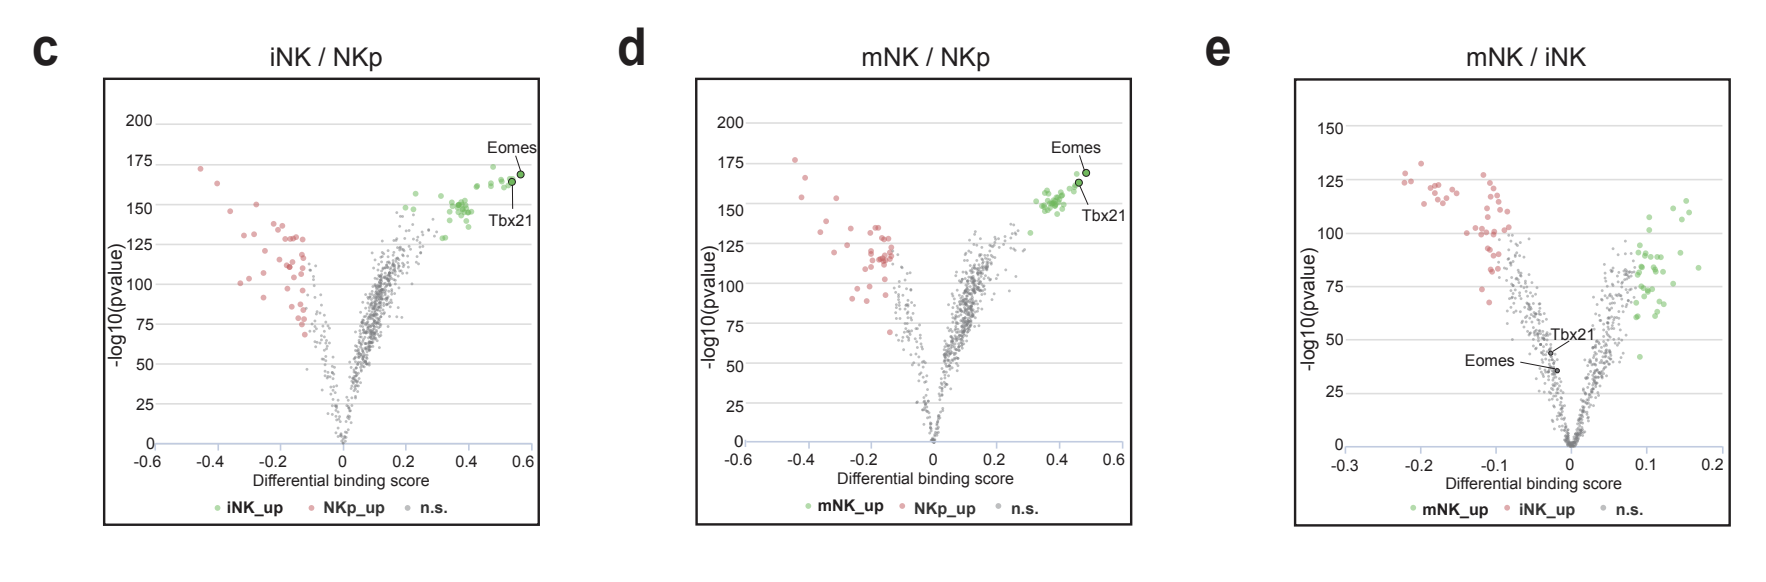 c
iNK / NKp
200
175
150
125
100
75
50
25
0
-log10(pvalue)
Eomes
Tbx21
-0.6 -0.4 -0.2 0 0.2 0.4 0.6
Differential binding score
iNK_up NKp_up n.s.
d
mNK / NKp
200
175
150
125
100
75
50
25
0
-log10(pvalue)
Eomes
Tbx21
-0.6 -0.4 -0.2 0 0.2 0.4 0.6
Differential binding score
mNK_up NKp_up n.s.
e
mNK / iNK
150
125
100
75
50
25
0
-log10(pvalue)
Tbx21
Eomes
-0.3 -0.2 -0.1 0 0.1 0.2
Differential binding score
mNK_up iNK_up n.s.